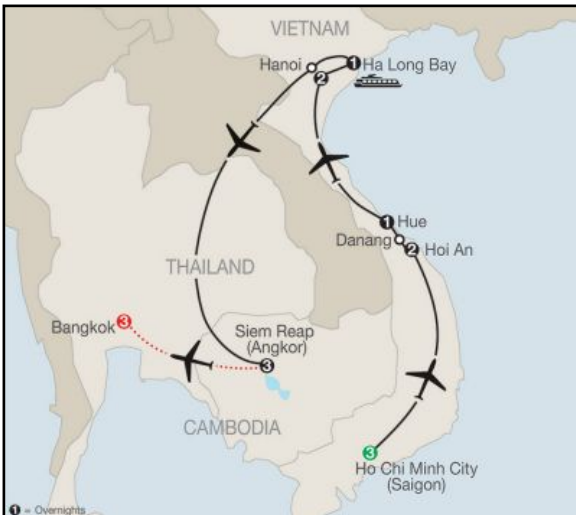 VIETNAM
Hanoi
1
Ha Long Bay
2
1
Hue
Danang
2
Hoi An
THAILAND
Bangkok
3
Siem Reap
(Angkor)
3
CAMBODIA
3
Ho Chi Minh City
(Saigon)
1 = Overnights